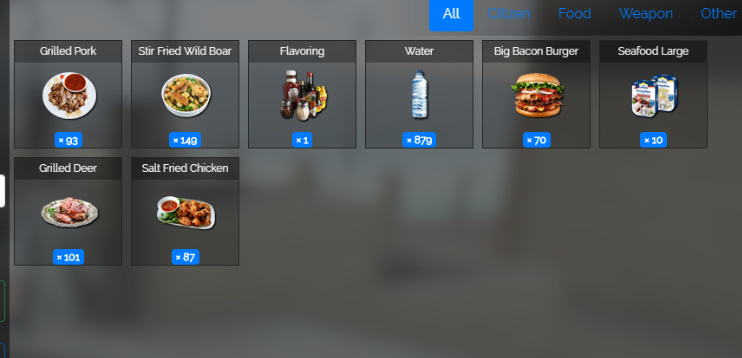 All Citizen Food Weapon Other
Grilled Pork Stir Fried Wild Boar Flavoring Water Big Bacon Burger Seafood Large
× 93 × 149 × 1 × 879 × 70 × 10
Grilled Deer Salt Fried Chicken
× 101 × 87